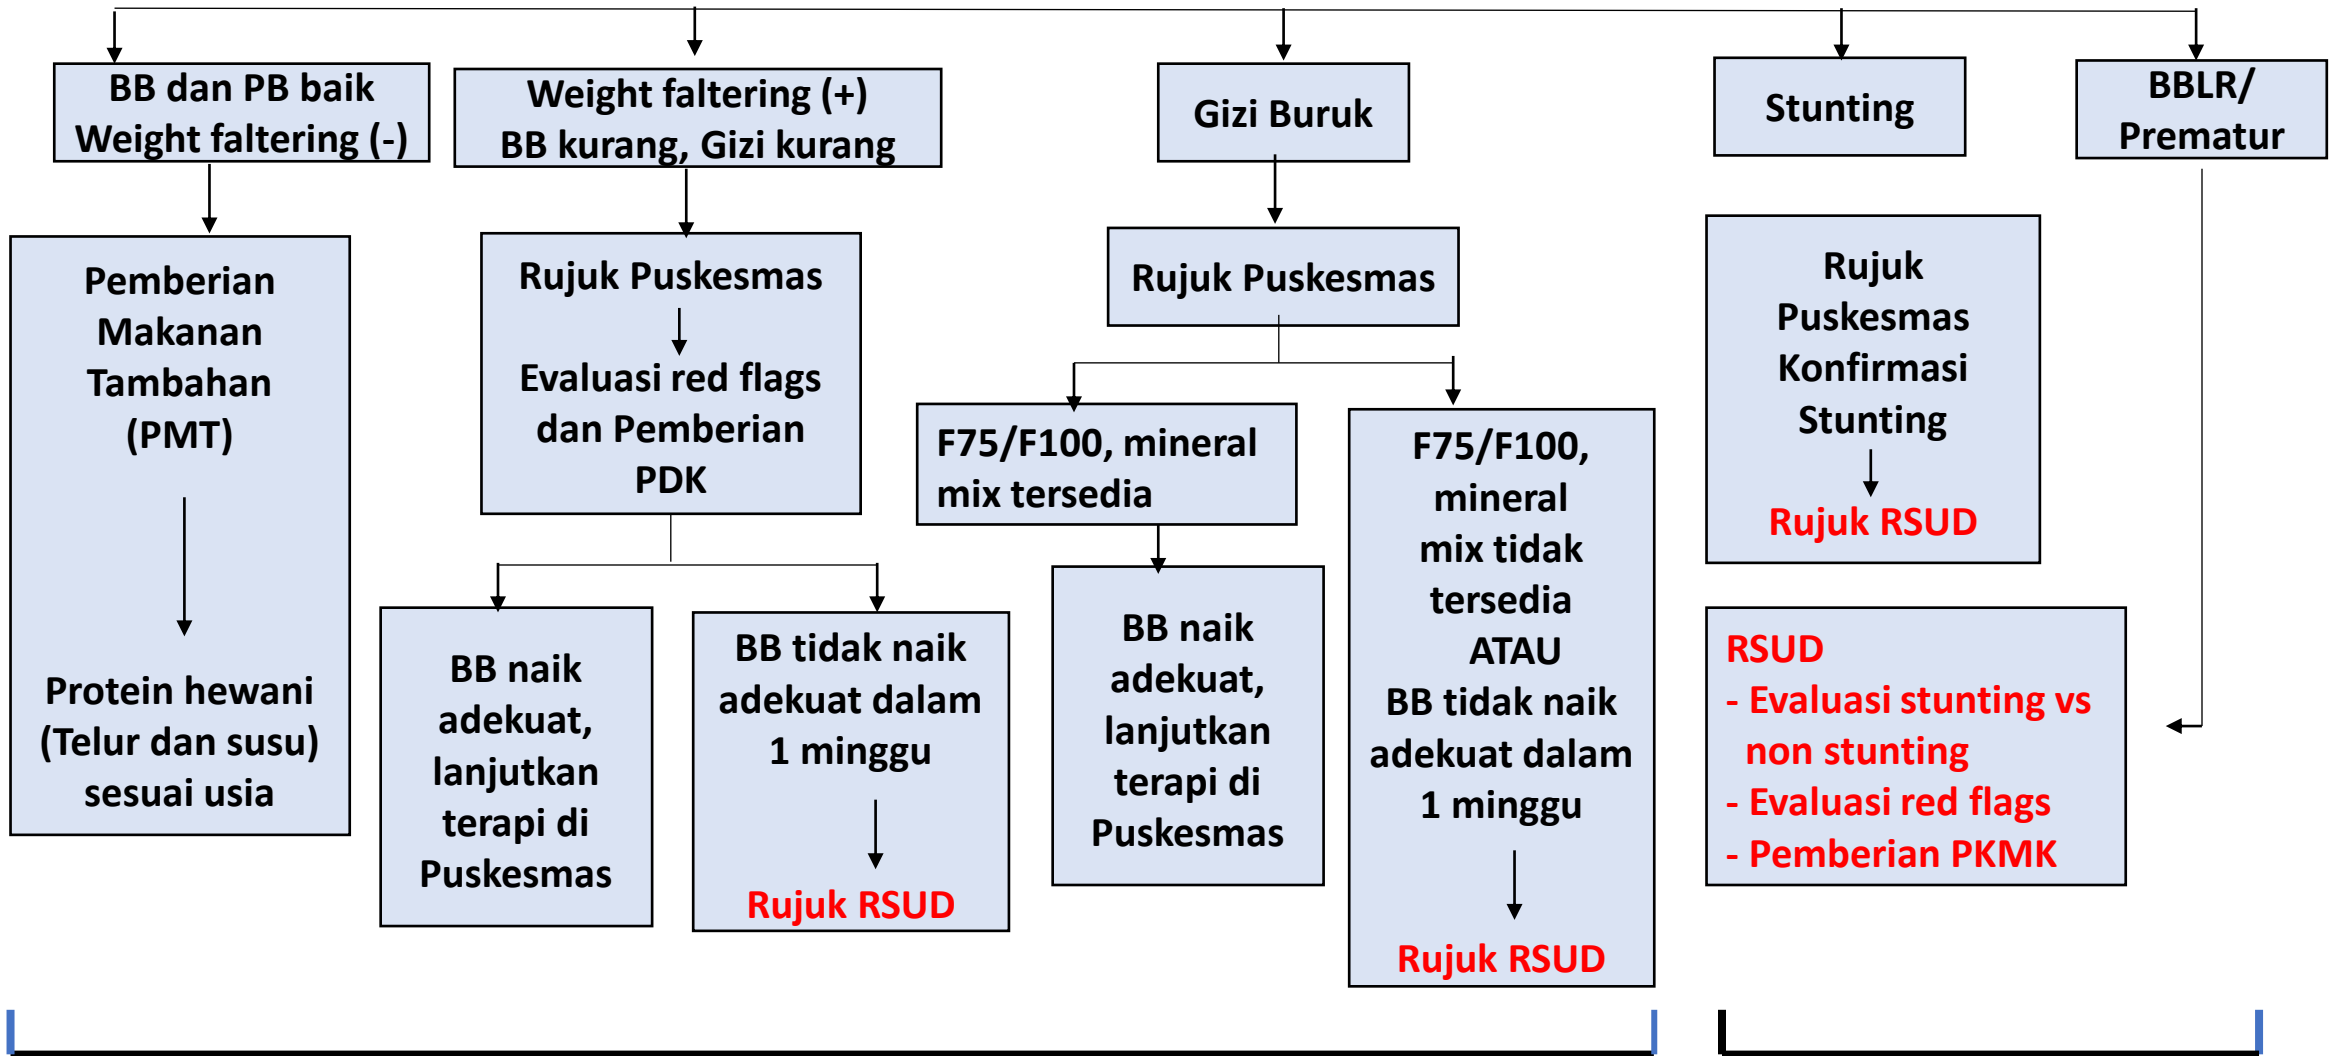 BB dan PB baik
Weight faltering (-)
Weight faltering (+)
BB kurang, Gizi kurang
Gizi Buruk
Stunting
BBLR/
Prematur
Pemberian
Makanan
Tambahan
(PMT)
Protein hewani
(Telur dan susu)
sesuai usia
Rujuk Puskesmas
Evaluasi red flags
dan Pemberian
PDK
BB naik
adekuat,
lanjutkan
terapi di
Puskesmas
BB tidak naik
adekuat dalam
1 minggu
Rujuk RSUD
Rujuk Puskesmas
F75/F100, mineral
mix tersedia
BB naik
adekuat,
lanjutkan
terapi di
Puskesmas
F75/F100,
mineral
mix tidak
tersedia
ATAU
BB tidak naik
adekuat dalam
1 minggu
Rujuk RSUD
Rujuk
Puskesmas
Konfirmasi
Stunting
Rujuk RSUD
RSUD
- Evaluasi stunting vs
non stunting
- Evaluasi red flags
- Pemberian PKMK